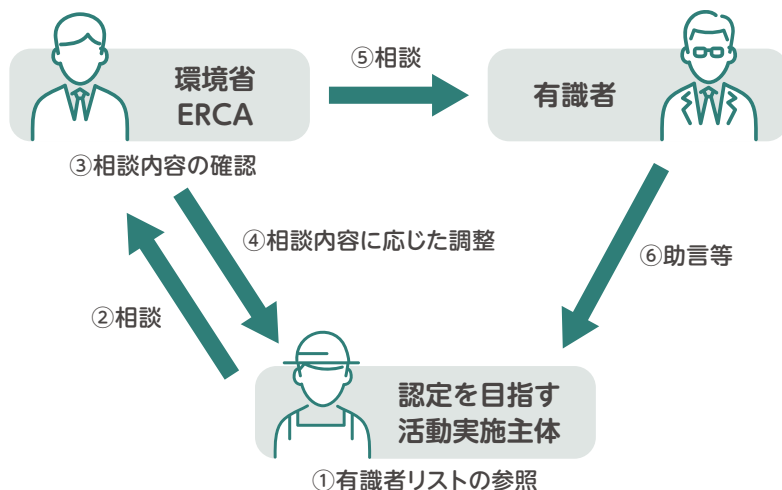 環境省
ERCA
⑤相談
有識者
③相談内容の確認
④相談内容に応じた調整
⑥助言等
②相談
認定を目指す
活動実施主体
①有識者リストの参照